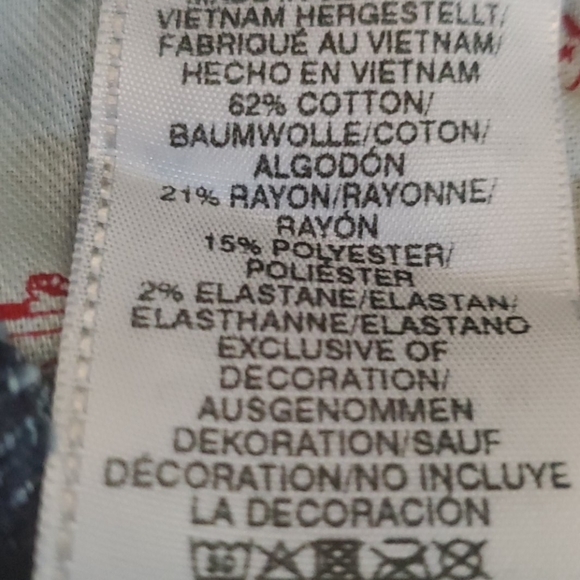 VIETNAM HERGESTELLT/
FABRIQUÉ AU VIETNAM/
HECHO EN VIETNAM
62% COTTON/
BAUMWOLLE/COTON/
ALGODÓN
21% RAYON/RAYONNE/
RAYÓN
15% POLYESTER/
POLIÉSTER
2% ELASTANE/ELASTAN/
ELASTHANNE/ELASTANO
EXCLUSIVE OF
DECORATION/
AUSGENOMMEN
DEKORATION/SAUF
DÉCORATION/NO INCLUYE
LA DECORACIÓN
30